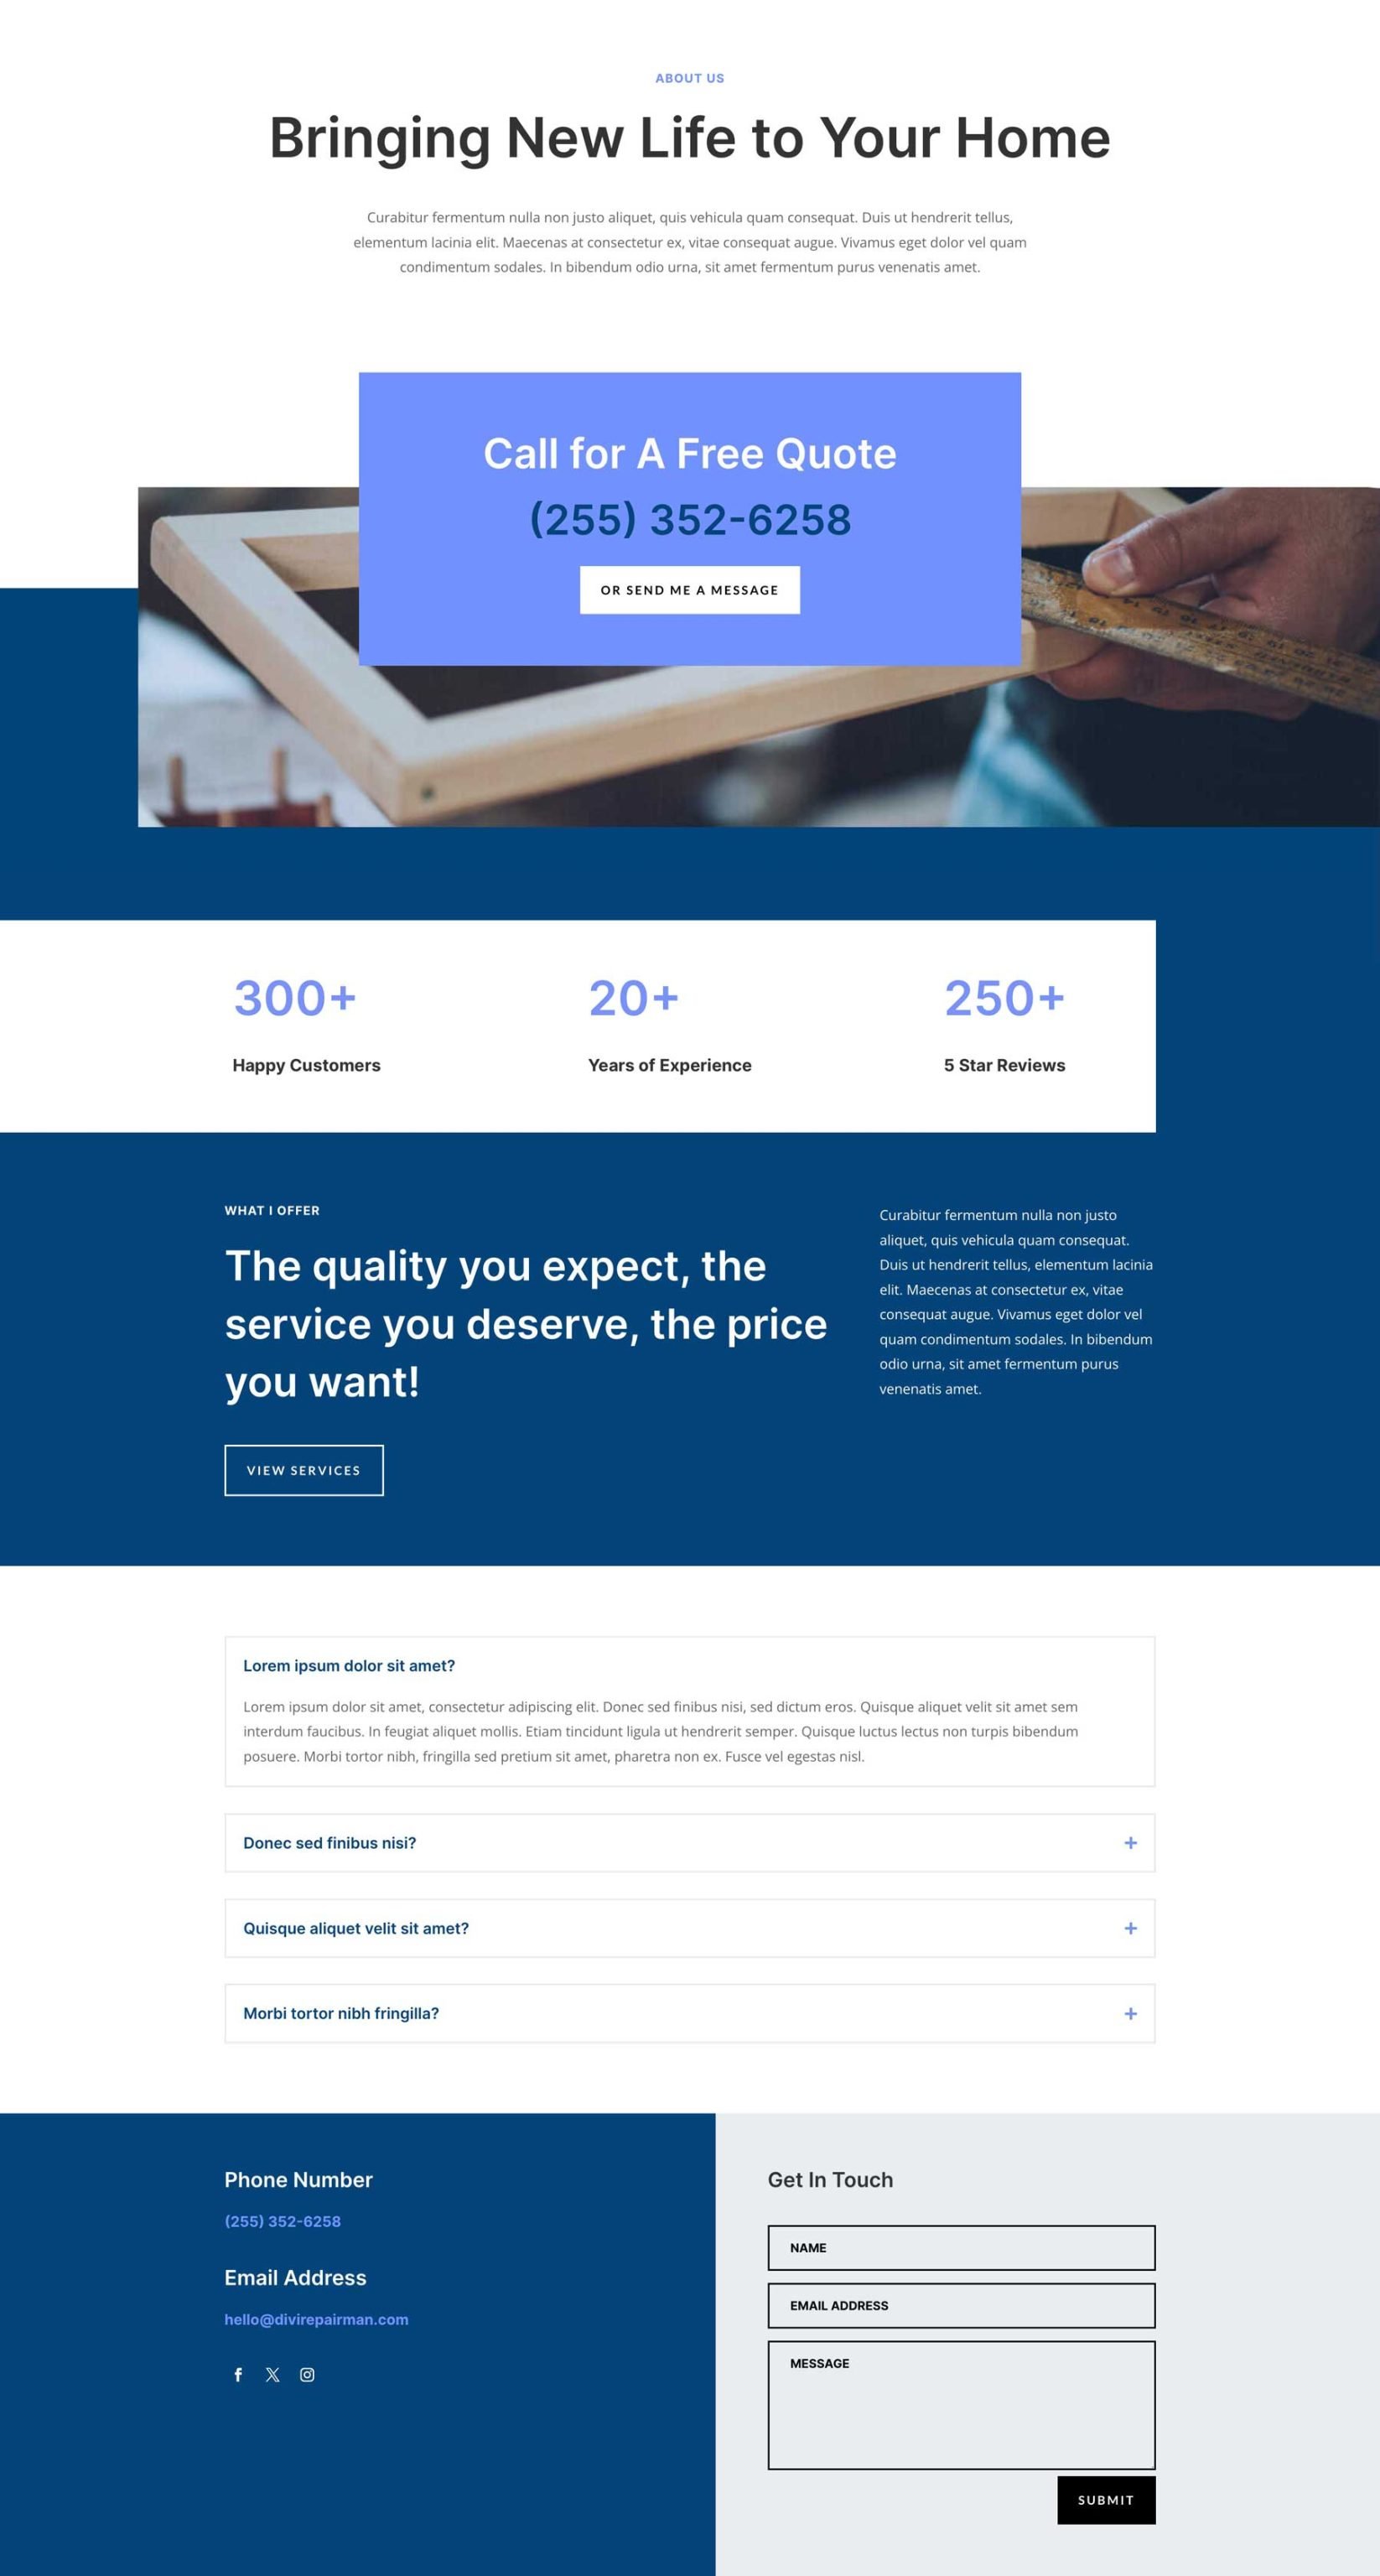 ABOUT US
Bringing New Life to Your Home
Curabitur fermentum nulla non justo aliquet, quis vehicula quam consequat. Duis ut hendrerit tellus,
elementum lacinia elit. Maecenas at consectetur ex, vitae consequat augue. Vivamus eget dolor vel quam
condimentum sodales. In bibendum odio urna, sit amet fermentum purus venenatis amet.
Call for A Free Quote
(255) 352-6258
OR SEND ME A MESSAGE
300+
Happy Customers
20+
Years of Experience
250+
5 Star Reviews
WHAT I OFFER
The quality you expect, the
service you deserve, the price
you want!
VIEW SERVICES
Curabitur fermentum nulla non justo
aliquet, quis vehicula quam consequat.
Duis ut hendrerit tellus, elementum lacinia
elit. Maecenas at consectetur ex, vitae
consequat augue. Vivamus eget dolor vel
quam condimentum sodales. In bibendum
odio urna, sit amet fermentum purus
venenatis amet.
Lorem ipsum dolor sit amet?
Lorem ipsum dolor sit amet, consectetur adipiscing elit. Donec sed finibus nisi, sed dictum eros. Quisque aliquet velit sit amet sem
interdum faucibus. In feugiat aliquet mollis. Etiam tincidunt ligula ut hendrerit semper. Quisque luctus lectus non turpis bibendum
posuere. Morbi tortor nibh, fringilla sed pretium sit amet, pharetra non ex. Fusce vel egestas nisl.
Donec sed finibus nisi?
Quisque aliquet velit sit amet?
Morbi tortor nibh fringilla?
Phone Number
(255) 352-6258
Email Address
hello@divirepairman.com
Get In Touch
NAME
EMAIL ADDRESS
MESSAGE
SUBMIT